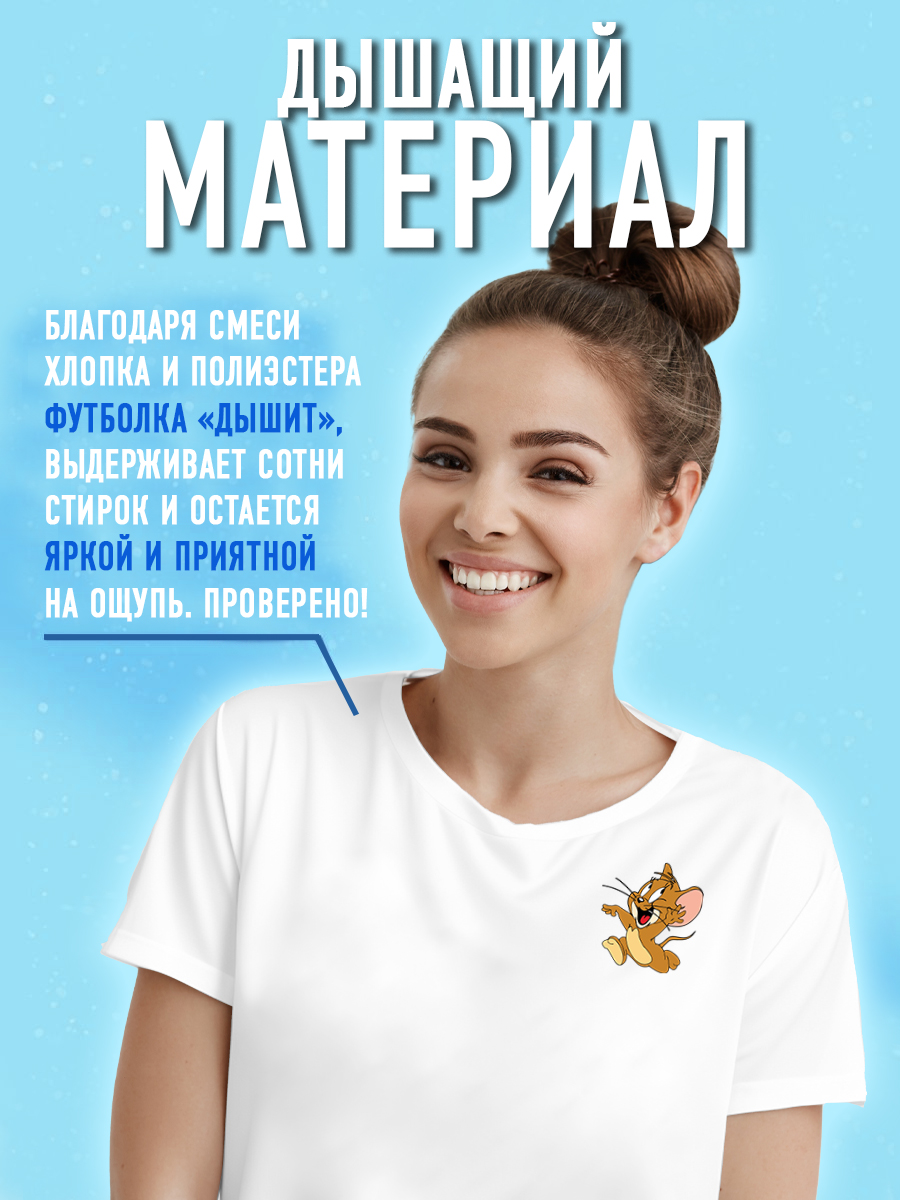 ДЫШАЩИЙ
МАТЕРИАЛ
БЛАГОДАРЯ СМЕСИ
ХЛОПКА И ПОЛИЭСТЕРА
ФУТБОЛКА «ДЫШИТ»,
ВЫДЕРЖИВАЕТ СОТНИ
СТИРОК И ОСТАЕТСЯ
ЯРКОЙ И ПРИЯТНОЙ
НА ОЩУПЬ. ПРОВЕРЕНО!